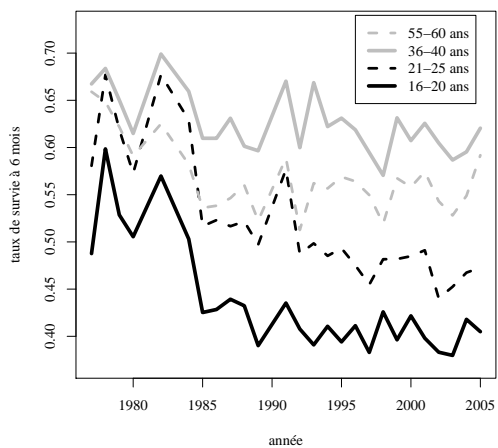 55–60 ans
36–40 ans
21–25 ans
16–20 ans
taux de survie à 6 mois
0.70
0.65
0.60
0.55
0.50
0.45
0.40
1980 1985 1990 1995 2000 2005
année